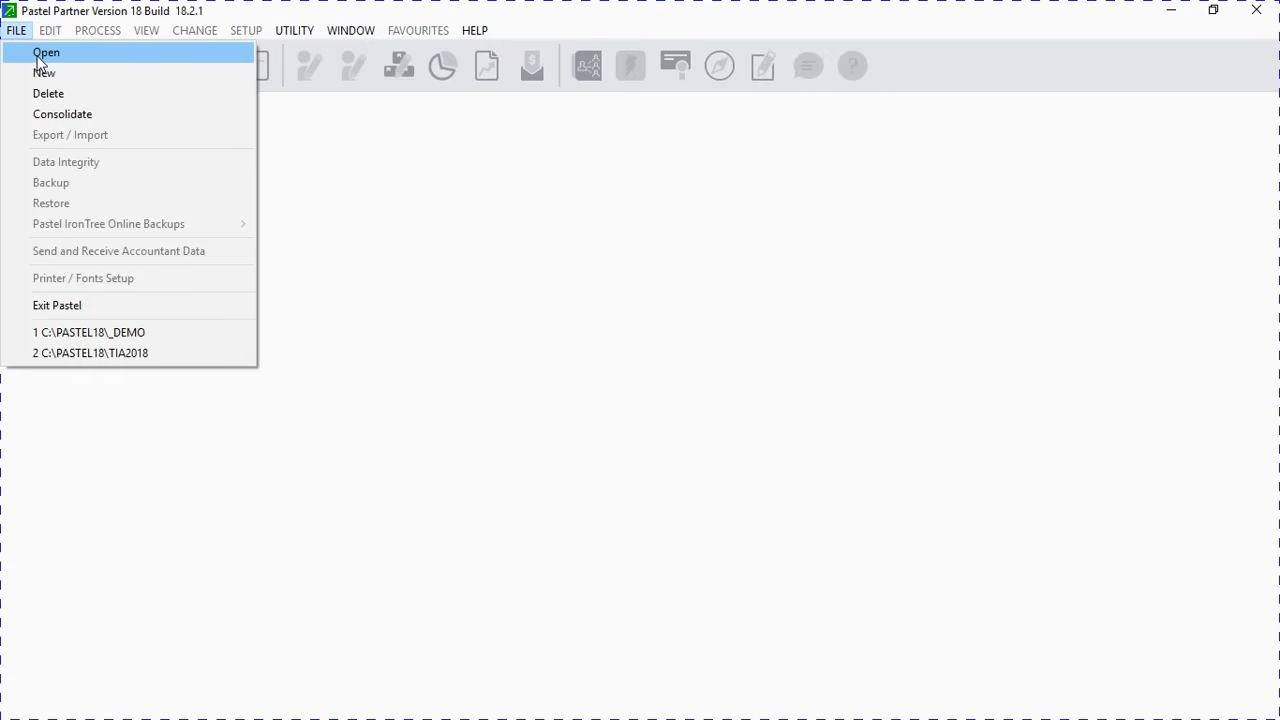 Pastel Partner Version 18 Build 18.2.1
FILE EDIT PROCESS VIEW CHANGE SETUP UTILITY WINDOW FAVOURITES HELP
Open
New
Delete
Consolidate
Export / Import
Data Integrity
Backup
Restore
Pastel IronTree Online Backups
Send and Receive Accountant Data
Printer / Fonts Setup
Exit Pastel
1 C:\PASTEL18\_DEMO
2 C:\PASTEL18\TIA2018